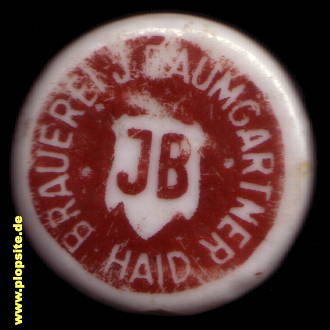 BRAUEREI J. BAUMGARTNER
JB
HAID
© www.plopsite.de